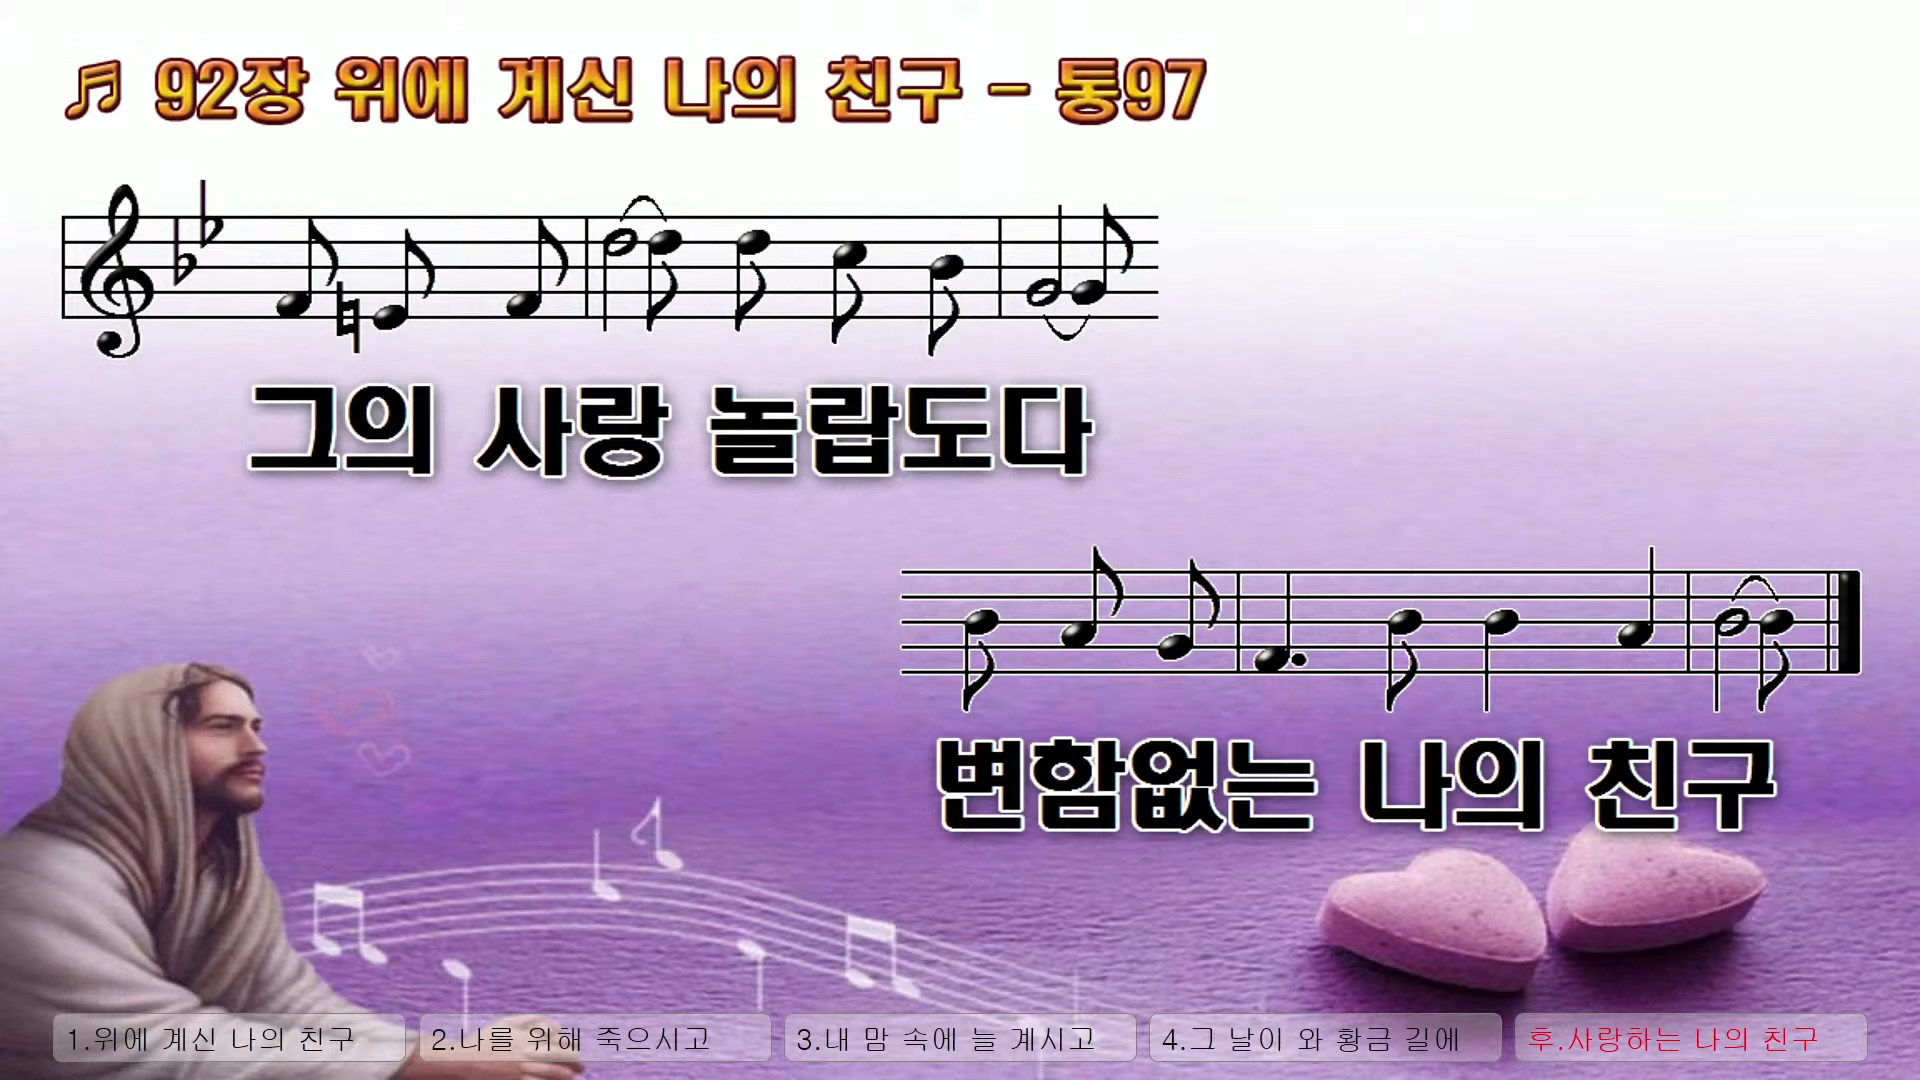 ♬ 92장 위에 계신 나의 친구 - 통97
그의 사랑 놀랍도다
변함없는 나의 친구
1.위에 계신 나의 친구
2.나를 위해 죽으시고
3.내 맘 속에 늘 계시고
4.그 날이 와 황금 길에
후.사랑하는 나의 친구